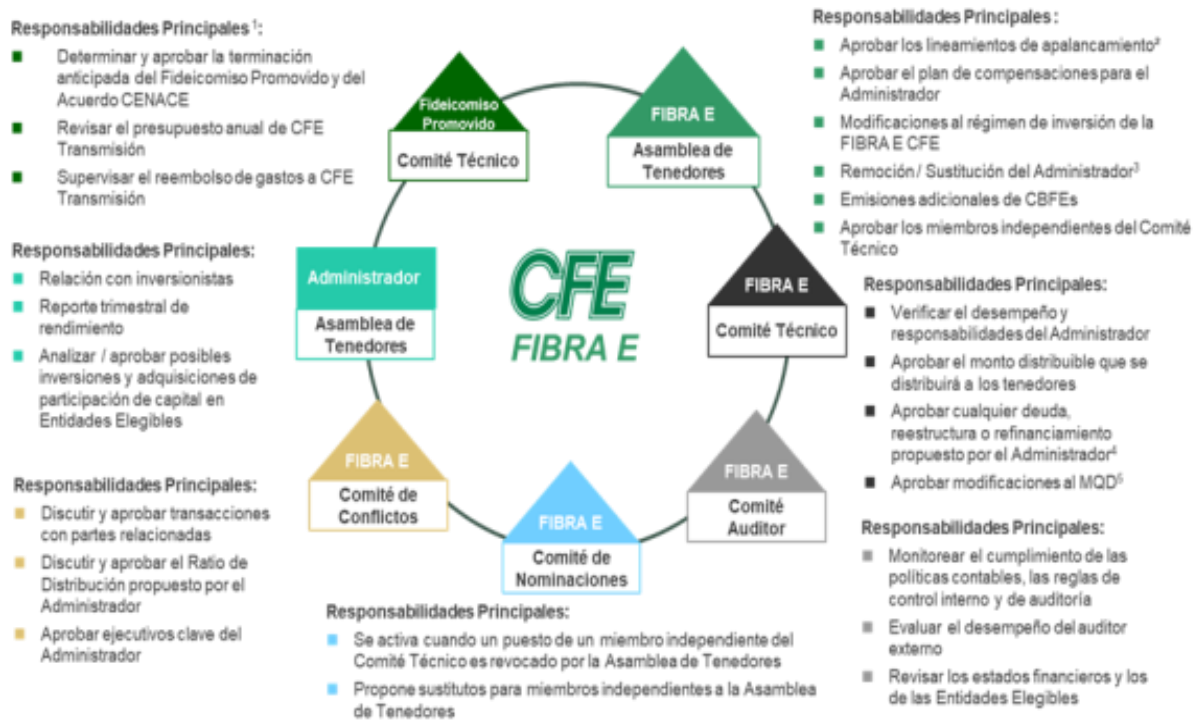 Responsabilidades Principales ¹:
Determinar y aprobar la terminación
anticipada del Fideicomiso Promovido y del
Acuerdo CENACE
Revisar el presupuesto anual de CFE
Transmisión
Supervisar el reembolso de gastos a CFE
Transmisión
Fideicomiso
Promovido
Comité Técnico
FIBRA E
Asamblea de
Tenedores
Responsabilidades Principales:
Aprobar los lineamientos de apalancamiento²
Aprobar el plan de compensaciones para el
Administrador
Modificaciones al régimen de inversión de la
FIBRA E CFE
Remoción / Sustitución del Administrador³
Emisiones adicionales de CBFEs
Aprobar los miembros independientes del Comité
Técnico
Responsabilidades Principales:
Relación con inversionistas
Reporte trimestral de
rendimiento
Analizar / aprobar posibles
inversiones y adquisiciones de
participación de capital en
Entidades Elegibles
Administrador
Asamblea de
Tenedores
CFE
FIBRA E
FIBRA E
Comité Técnico
Responsabilidades Principales:
Verificar el desempeño y
responsabilidades del Administrador
Aprobar el monto distribuible que se
distribuirá a los tenedores
Aprobar cualquier deuda,
reestructura o refinanciamiento
propuesto por el Administrador⁴
Aprobar modificaciones al MQD⁵
Responsabilidades Principales:
Discutir y aprobar transacciones
con partes relacionadas
Discutir y aprobar el Ratio de
Distribución propuesto por el
Administrador
Aprobar ejecutivos clave del
Administrador
FIBRA E
Comité de
Conflictos
FIBRA E
Comité de
Nominaciones
FIBRA E
Comité
Auditor
Responsabilidades Principales:
Se activa cuando un puesto de un miembro independiente del
Comité Técnico es revocado por la Asamblea de Tenedores
Propone sustitutos para miembros independientes a la Asamblea
de Tenedores
Responsabilidades Principales:
Monitorear el cumplimiento de las
políticas contables, las reglas de
control interno y de auditoría
Evaluar el desempeño del auditor
externo
Revisar los estados financieros y los
de las Entidades Elegibles